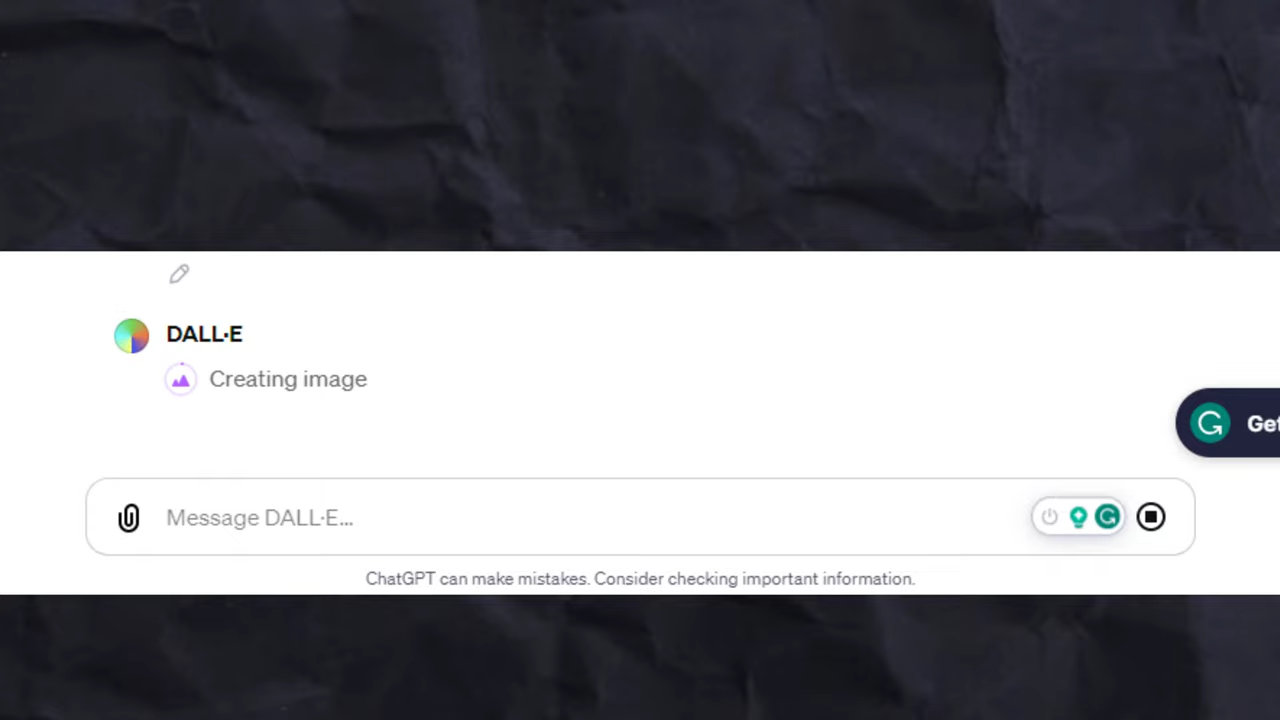 DALL·E
Creating image
Get
Message DALL·E...
ChatGPT can make mistakes. Consider checking important information.